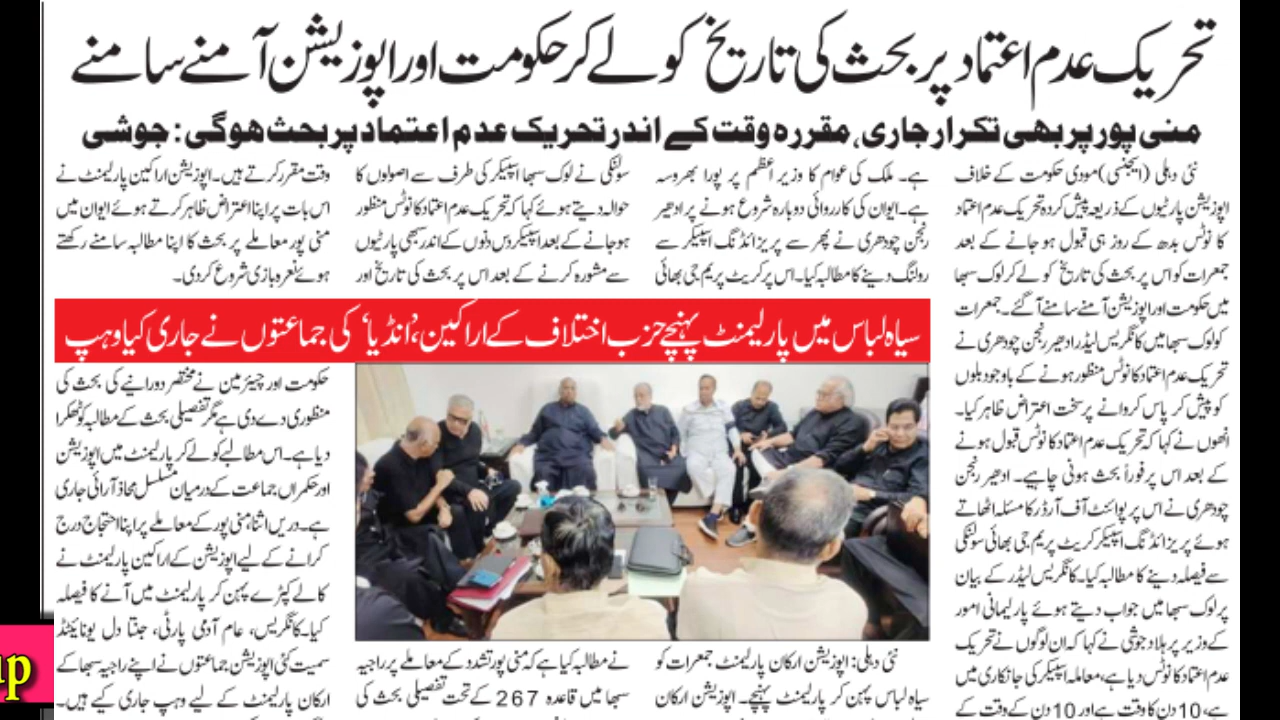 تحریک عدم اعتماد پر بحث کی تاریخ کو لے کر حکومت اور اپوزیشن آمنے سامنے
منی پور پر بھی تکرار جاری، مقررہ وقت کے اندر تحریک عدم اعتماد پر بحث ہوگی: جوشی
نئی دہلی (ایجنسی) مودی حکومت کے خلاف
اپوزیشن پارٹیوں کے ذریعہ پیش کردہ تحریک عدم اعتماد
کا نوٹس بدھ کے روز ہی قبول ہو جانے کے بعد
جمعرات کو اس پر بحث کی تاریخ کو لے کر لوک سبھا
میں حکومت اور اپوزیشن آمنے سامنے آ گئے۔ جمعرات
کو لوک سبھا میں کانگریس لیڈر ادھیر رنجن چودھری نے
تحریک عدم اعتماد کا نوٹس منظور ہونے کے باوجود بلوں
کو پیش کر پاس کروانے پر سخت اعتراض ظاہر کیا۔
انھوں نے کہا کہ تحریک عدم اعتماد کا نوٹس قبول ہونے
کے بعد اس پر فوراً بحث ہونی چاہیے۔ ادھیر رنجن
چودھری نے اس پر پوائنٹ آف آرڈر کا مسئلہ اٹھاتے
ہوئے پریزائڈنگ اسپیکر کریٹ پریم جی بھائی سولنکی
سے فیصلہ دینے کا مطالبہ کیا۔ کانگریس لیڈر کے بیان
پر لوک سبھا میں جواب دیتے ہوئے پارلیمانی امور
کے وزیر پرہلاد جوشی نے کہا کہ ان لوگوں نے تحریک
عدم اعتماد کا نوٹس دیا ہے، معاملہ اسپیکر کی جانکاری میں
ہے، 10 دن کا وقت ہے اور 10 دن کے وقت کے
ہے۔ ملک کی عوام کا وزیر اعظم پر پورا بھروسہ
ہے۔ ایوان کی کارروائی دوبارہ شروع ہونے پر ادھیر
رنجن چودھری نے پھر سے پریزائڈنگ اسپیکر سے
رولنگ دینے کا مطالبہ کیا۔ اس پر کریٹ پریم جی بھائی
سولنکی نے لوک سبھا اسپیکر کی طرف سے اصولوں کا
حوالہ دیتے ہوئے کہا کہ تحریک عدم اعتماد کا نوٹس منظور
ہو جانے کے بعد اسپیکر دس دنوں کے اندر سبھی پارٹیوں
سے مشورہ کرنے کے بعد اس پر بحث کی تاریخ اور
وقت مقرر کرتے ہیں۔ اپوزیشن اراکین پارلیمنٹ نے
اس بات پر اپنا اعتراض ظاہر کرتے ہوئے ایوان میں
منی پور معاملے پر بحث کا اپنا مطالبہ سامنے رکھتے
ہوئے نعرہ بازی شروع کر دی۔
سیاہ لباس میں پارلیمنٹ پہنچے حزب اختلاف کے اراکین، ’انڈیا‘ کی جماعتوں نے جاری کیا وہپ
نئی دہلی: اپوزیشن ارکان پارلیمنٹ جمعرات کو
سیاہ لباس پہن کر پارلیمنٹ پہنچے۔ اپوزیشن ارکان
نے مطالبہ کیا ہے کہ منی پور تشدد کے معاملے پر راجیہ
سبھا میں قاعدہ 267 کے تحت تفصیلی بحث کی
حکومت اور چیئرمین نے مختصر دورانیے کی بحث کی
منظوری دے دی ہے مگر تفصیلی بحث کے مطالبہ کو ٹھکرا
دیا ہے۔ اس مطالبے کو لے کر پارلیمنٹ میں اپوزیشن
اور حکمراں جماعت کے درمیان مسلسل محاذ آرائی جاری
ہے۔ دریں اثنا منی پور کے معاملے پر اپنا احتجاج درج
کرانے کے لیے اپوزیشن کے اراکین پارلیمنٹ نے
کالے کپڑے پہن کر پارلیمنٹ میں آنے کا فیصلہ
کیا۔ کانگریس، عام آدمی پارٹی، جنتا دل یونائیٹڈ
سمیت کئی اپوزیشن جماعتوں نے اپنے راجیہ سبھا کے
ارکان پارلیمنٹ کے لیے وہپ جاری کیے ہیں۔